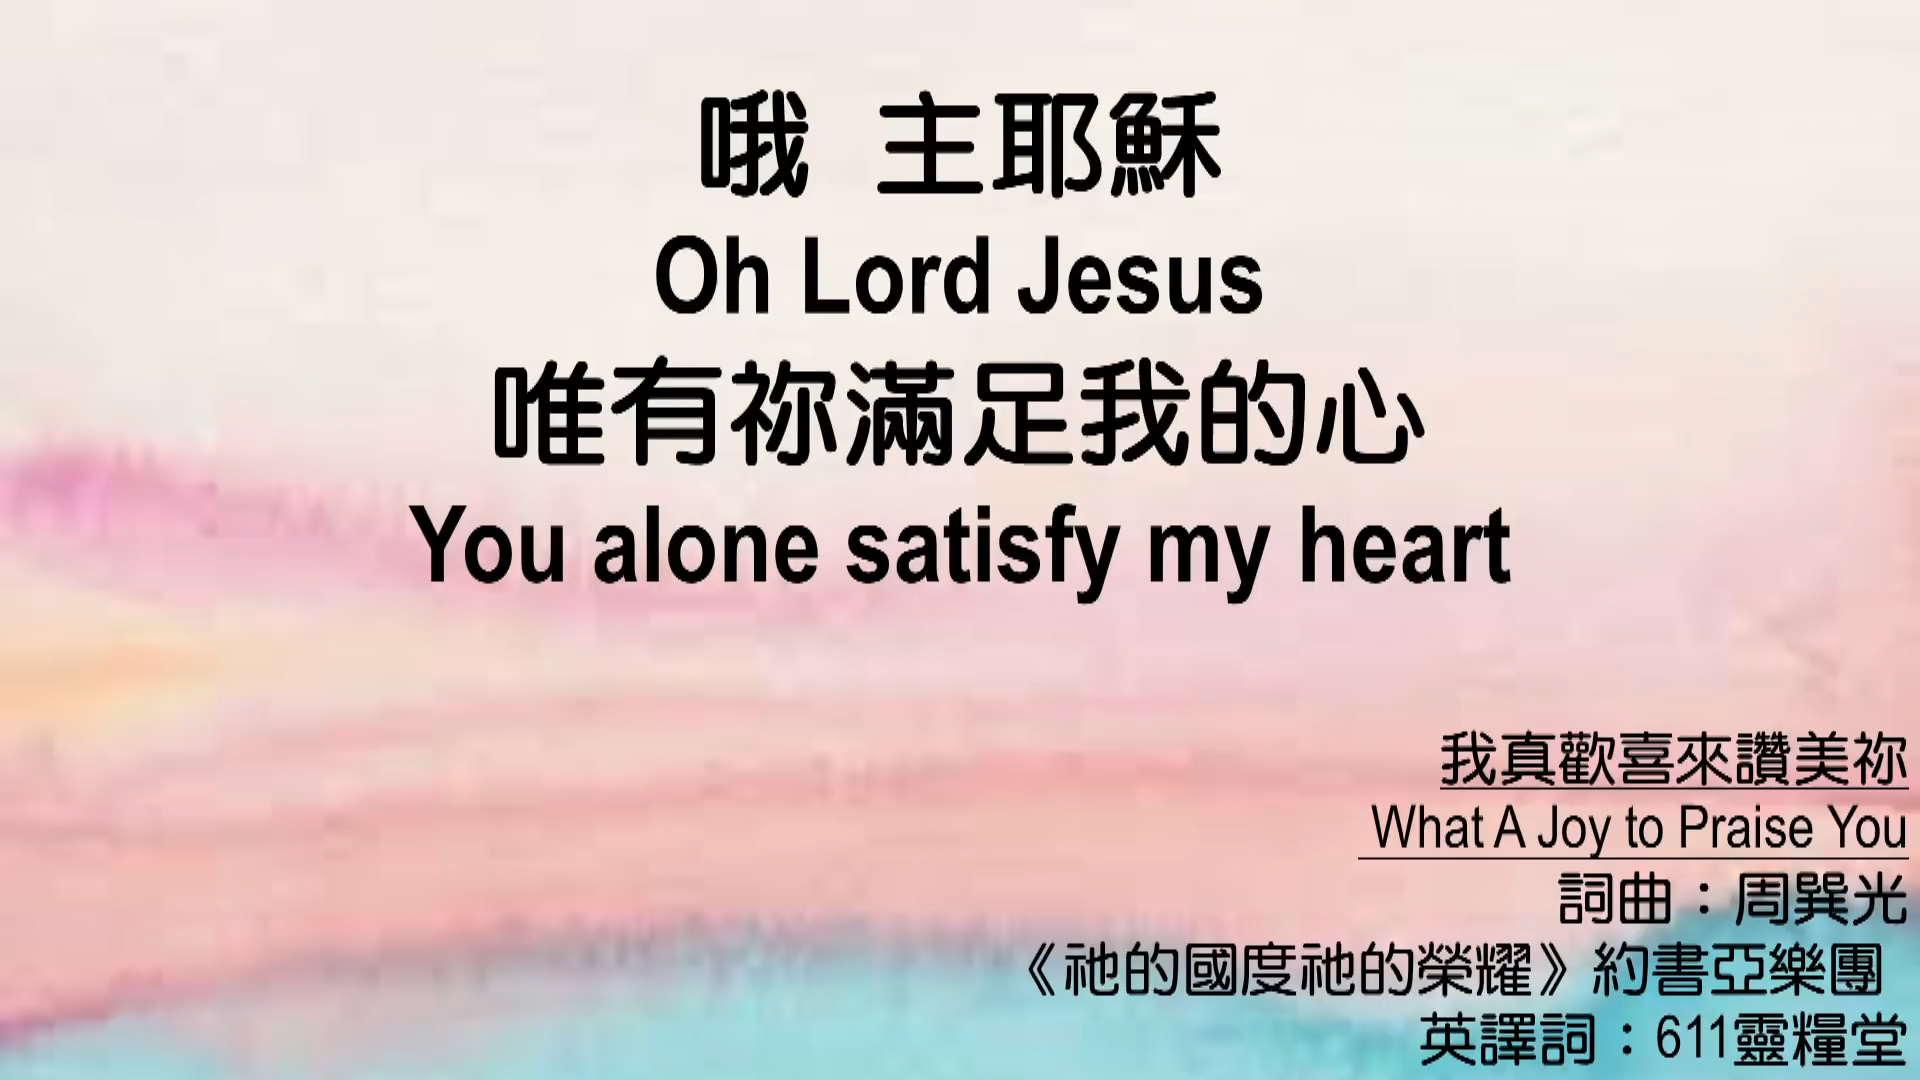 哦 主耶穌
Oh Lord Jesus
唯有祢滿足我的心
You alone satisfy my heart
我真歡喜來讚美祢
What A Joy to Praise You
詞曲：周巽光
《祂的國度祂的榮耀》約書亞樂團
英譯詞：611靈糧堂